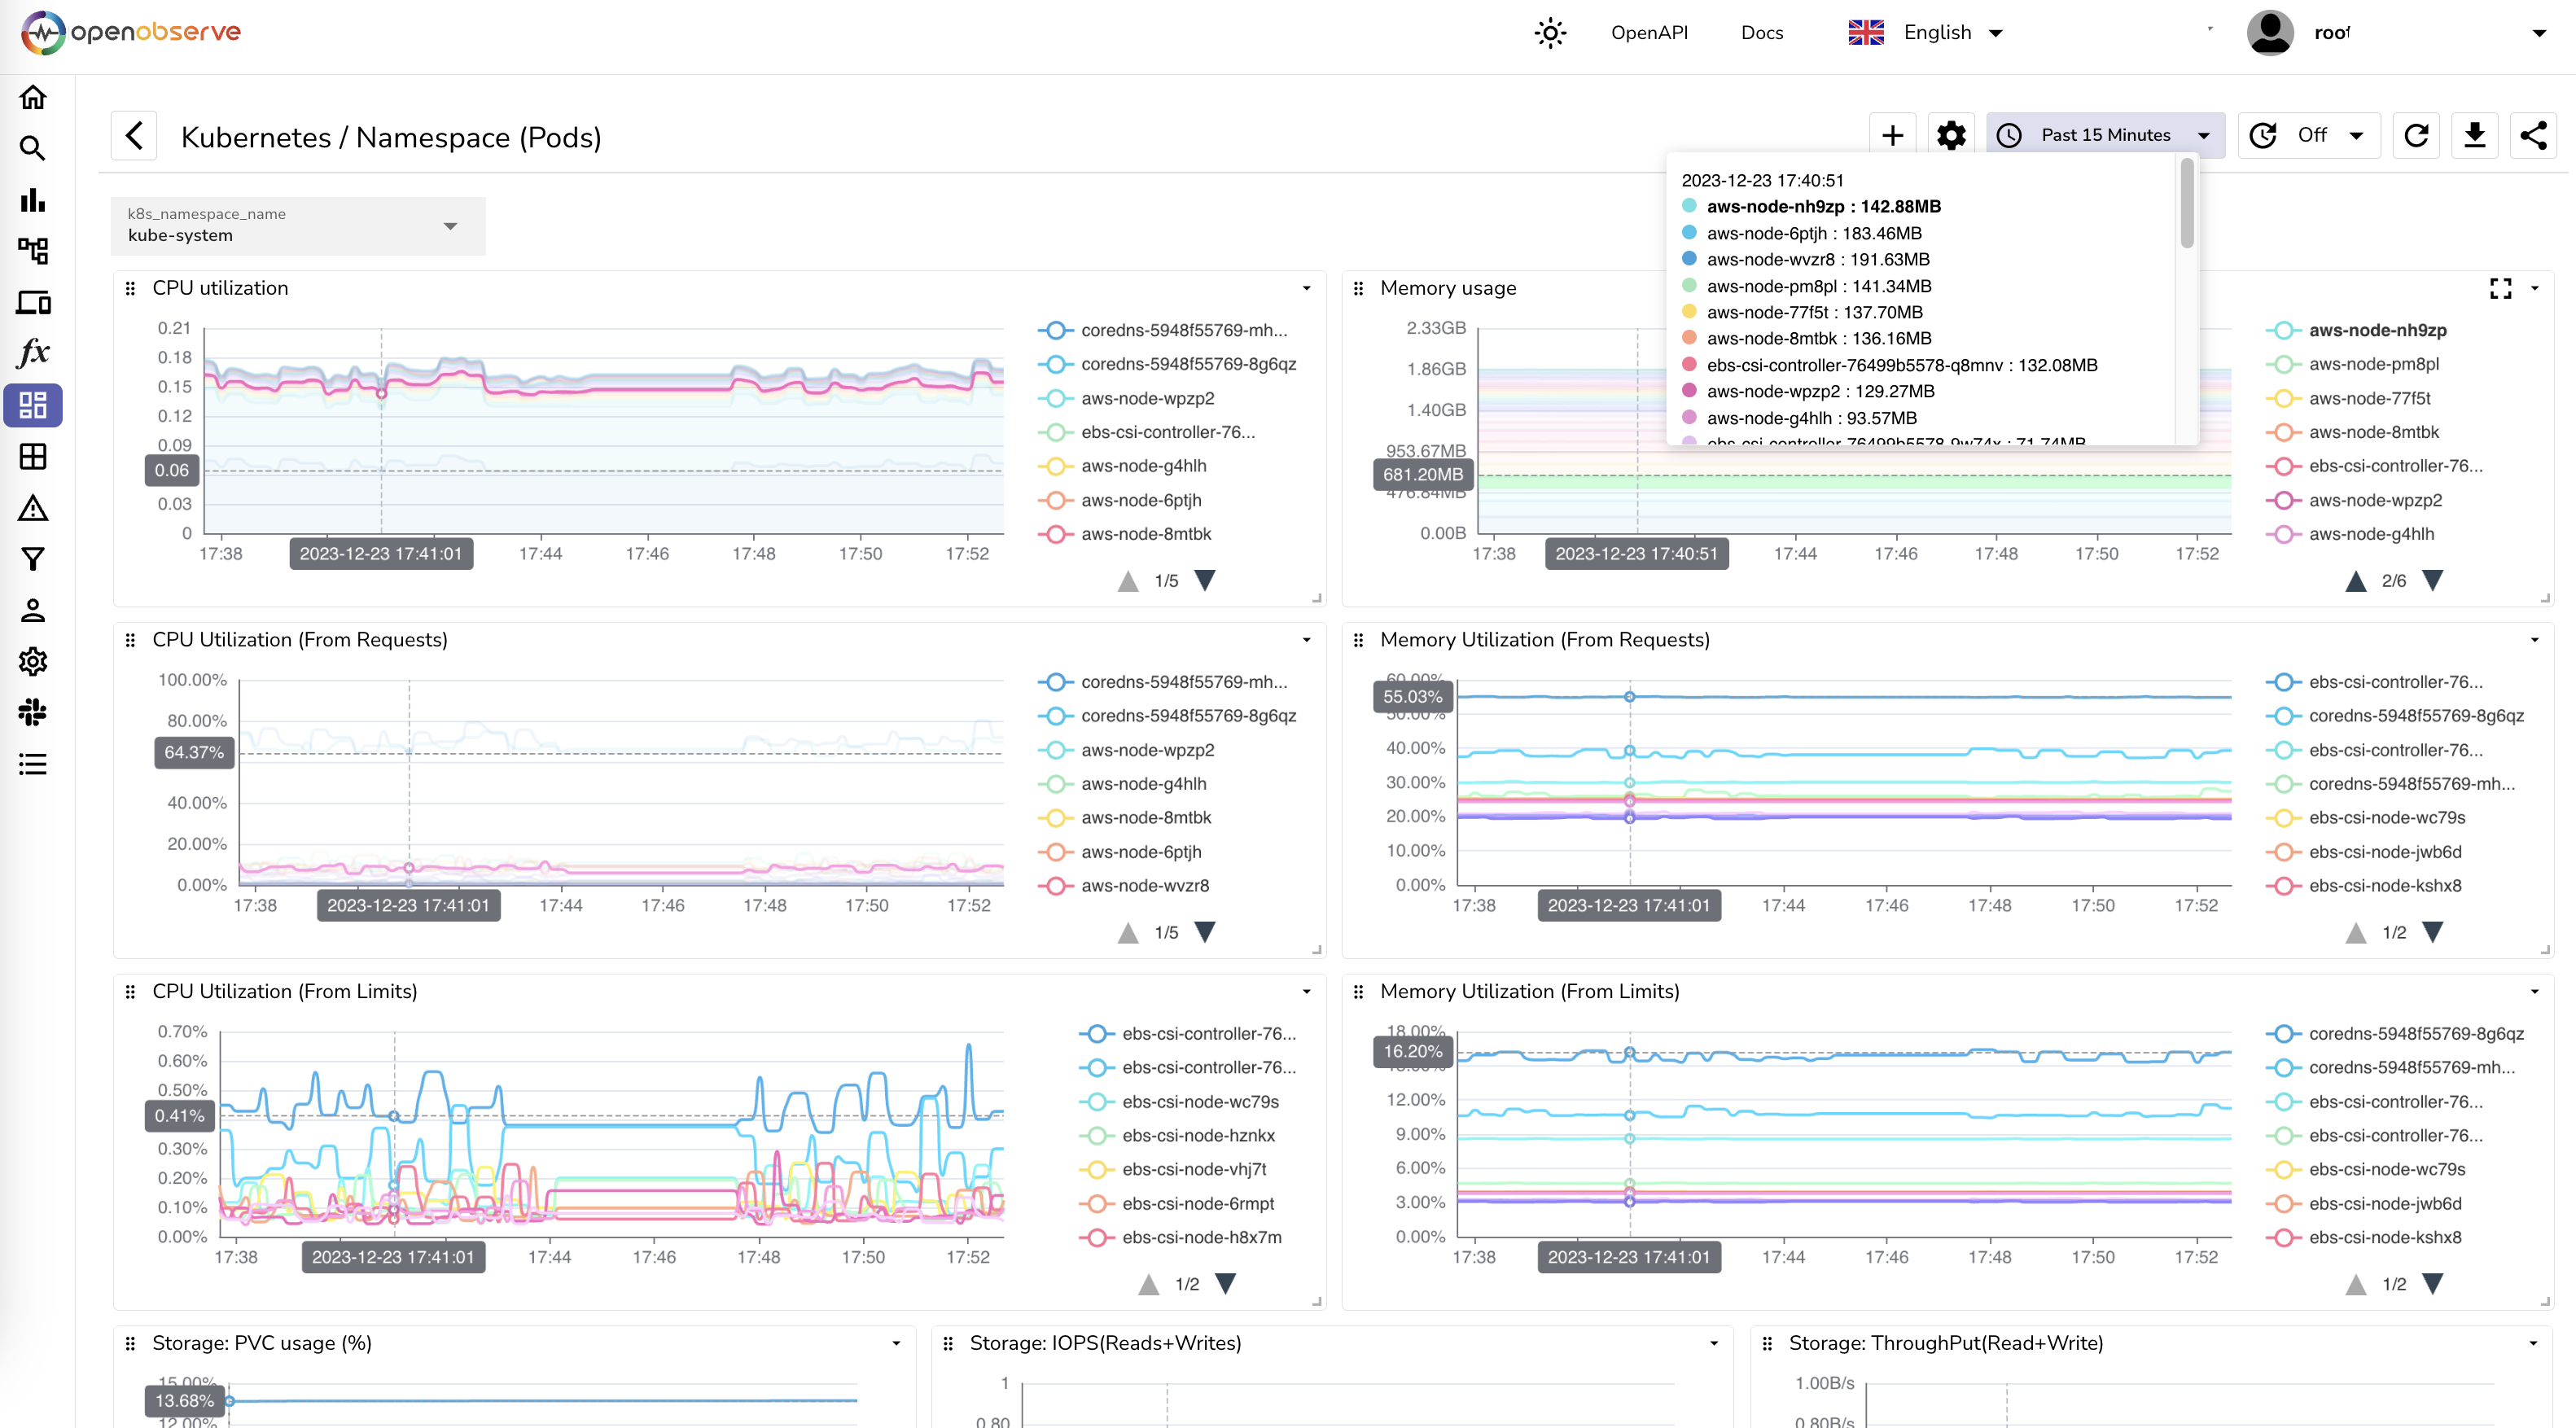 openobserve
OpenAPI
Docs
English
root
Kubernetes / Namespace (Pods)
Past 15 Minutes
Off
k8s_namespace_name
kube-system
2023-12-23 17:40:51
aws-node-nh9zp : 142.88MB
aws-node-6ptjh : 183.46MB
aws-node-wvzr8 : 191.63MB
aws-node-pm8pl : 141.34MB
aws-node-77f5t : 137.70MB
aws-node-8mtbk : 136.16MB
ebs-csi-controller-76499b5578-q8mnv : 132.08MB
aws-node-wpzp2 : 129.27MB
aws-node-g4hlh : 93.57MB
ebs-csi-controller-76499b5578-9w74x : 71.74MB
CPU utilization
0.21
0.18
0.15
0.12
0.09
0.06
0.03
0
17:38
2023-12-23 17:41:01
17:44
17:46
17:48
17:50
17:52
coredns-5948f55769-mh...
coredns-5948f55769-8g6qz
aws-node-wpzp2
ebs-csi-controller-76...
aws-node-g4hlh
aws-node-6ptjh
aws-node-8mtbk
1/5
Memory usage
2.33GB
1.86GB
1.40GB
953.67MB
681.20MB
476.84MB
0.00B
17:38
2023-12-23 17:40:51
17:44
17:46
17:48
17:50
17:52
aws-node-nh9zp
aws-node-pm8pl
aws-node-77f5t
aws-node-8mtbk
ebs-csi-controller-76...
aws-node-wpzp2
aws-node-g4hlh
2/6
CPU Utilization (From Requests)
100.00%
80.00%
64.37%
40.00%
20.00%
0.00%
17:38
2023-12-23 17:41:01
17:44
17:46
17:48
17:50
17:52
coredns-5948f55769-mh...
coredns-5948f55769-8g6qz
aws-node-wpzp2
aws-node-g4hlh
aws-node-8mtbk
aws-node-6ptjh
aws-node-wvzr8
1/5
Memory Utilization (From Requests)
60.00%
55.03%
50.00%
40.00%
30.00%
20.00%
10.00%
0.00%
17:38
2023-12-23 17:41:01
17:44
17:46
17:48
17:50
17:52
ebs-csi-controller-76...
coredns-5948f55769-8g6qz
ebs-csi-controller-76...
coredns-5948f55769-mh...
ebs-csi-node-wc79s
ebs-csi-node-jwb6d
ebs-csi-node-kshx8
1/2
CPU Utilization (From Limits)
0.70%
0.60%
0.50%
0.41%
0.30%
0.20%
0.10%
0.00%
17:38
2023-12-23 17:41:01
17:44
17:46
17:48
17:50
17:52
ebs-csi-controller-76...
ebs-csi-controller-76...
ebs-csi-node-wc79s
ebs-csi-node-hznkx
ebs-csi-node-vhj7t
ebs-csi-node-6rmpt
ebs-csi-node-h8x7m
1/2
Memory Utilization (From Limits)
18.00%
16.20%
15.00%
12.00%
9.00%
6.00%
3.00%
0.00%
17:38
2023-12-23 17:41:01
17:44
17:46
17:48
17:50
17:52
coredns-5948f55769-8g6qz
coredns-5948f55769-mh...
ebs-csi-controller-76...
ebs-csi-controller-76...
ebs-csi-node-wc79s
ebs-csi-node-jwb6d
ebs-csi-node-kshx8
1/2
Storage: PVC usage (%)
15.00%
13.68%
12.00%
Storage: IOPS(Reads+Writes)
1
0.80
Storage: ThroughPut(Read+Write)
1.00B/s
0.80B/s